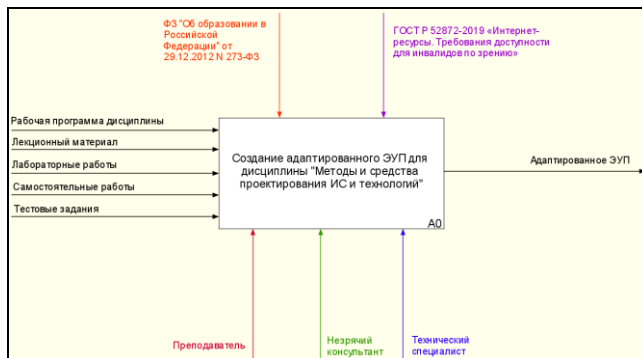 ФЗ "Об образовании в
Российской
Федерации" от
29.12.2012 N 273-ФЗ
ГОСТ Р 52872-2019 «Интернет-
ресурсы. Требования доступности
для инвалидов по зрению»
Рабочая программа дисциплины
Лекционный материал
Лабораторные работы
Самостоятельные работы
Тестовые задания
Создание адаптированного ЭУП для
дисциплины "Методы и средства
проектирования ИС и технологий"
A0
Адаптированное ЭУП
Преподаватель
Незрячий
консультант
Технический
специалист